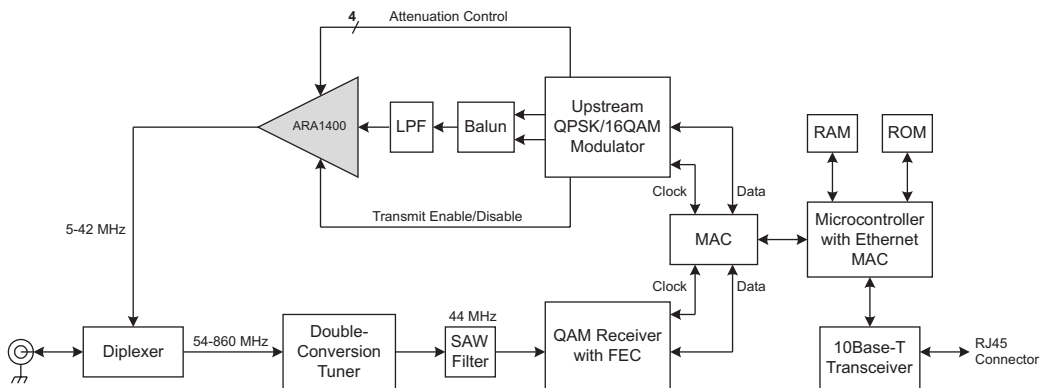 4
Attenuation Control
ARA1400
LPF
Balun
Upstream
QPSK/16QAM
Modulator
RAM
ROM
Clock
Data
Transmit Enable/Disable
5-42 MHz
MAC
Microcontroller
with Ethernet
MAC
Clock
Data
44 MHz
Diplexer
54-860 MHz
Double-
Conversion
Tuner
SAW
Filter
QAM Receiver
with FEC
10Base-T
Transceiver
RJ45
Connector